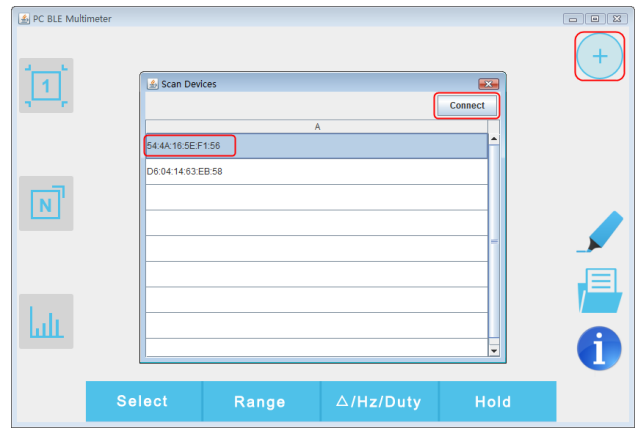 PC BLE Multimeter
+
1
Scan Devices
Connect
A
54:4A:16:5E:F1:56
D6:04:14:63:EB:58
N
i
Select Range △/Hz/Duty Hold